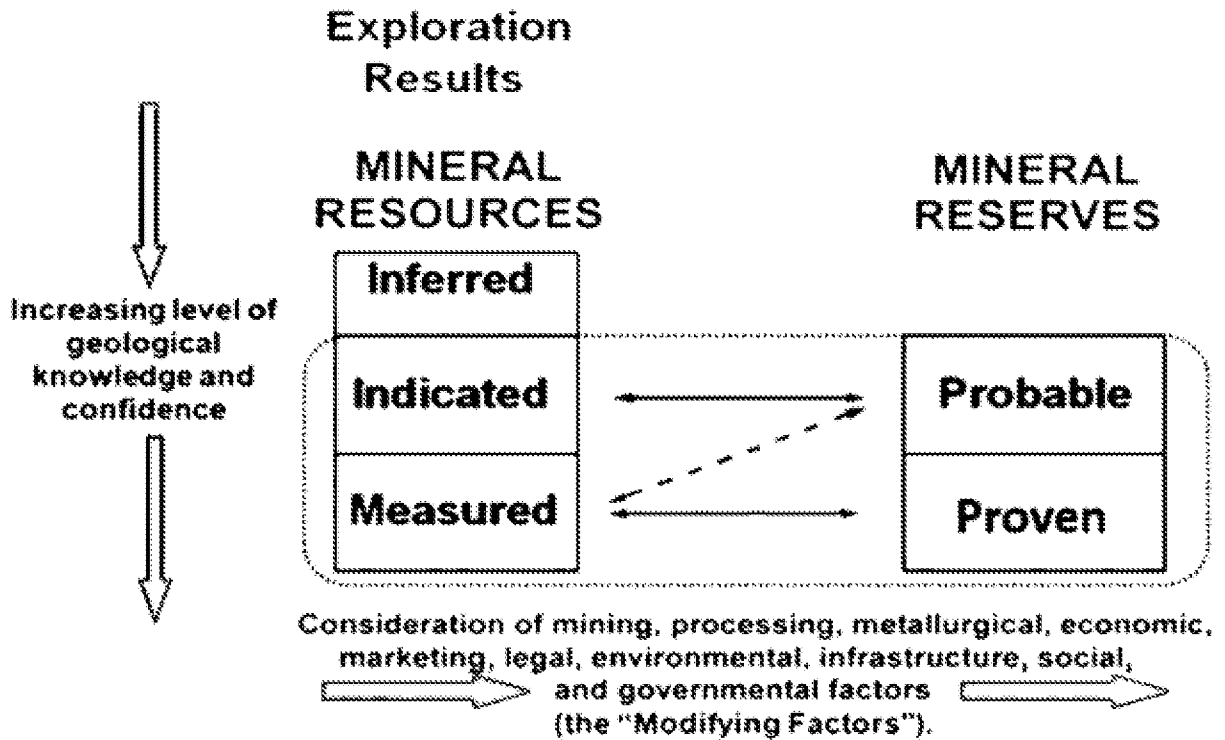 Exploration
Results
MINERAL
RESOURCES
MINERAL
RESERVES
Inferred
Increasing level of
geological
knowledge and
confidence
Indicated
Probable
Measured
Proven
Consideration of mining, processing, metallurgical, economic,
marketing, legal, environmental, infrastructure, social,
and governmental factors
(the "Modifying Factors").